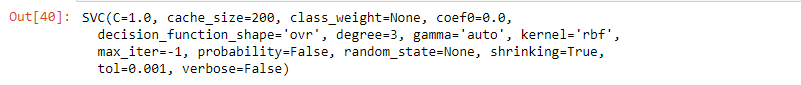 Out[40]: SVC(C=1.0, cache_size=200, class_weight=None, coef0=0.0,
decision_function_shape='ovr', degree=3, gamma='auto', kernel='rbf',
max_iter=-1, probability=False, random_state=None, shrinking=True,
tol=0.001, verbose=False)